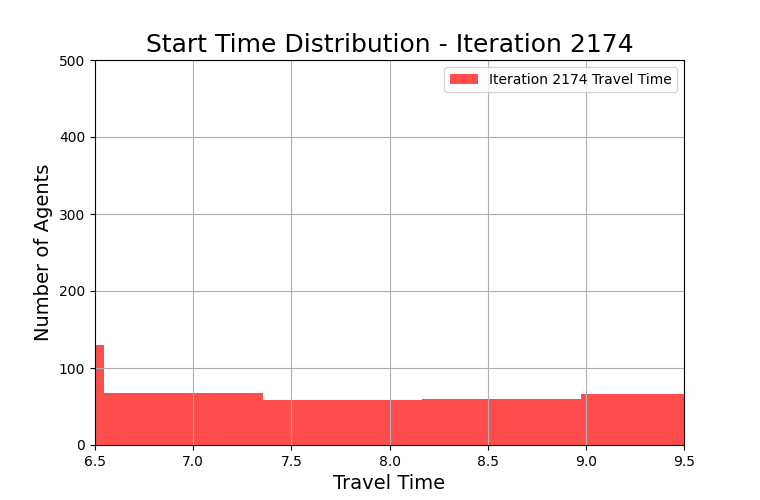 Start Time Distribution - Iteration 2174
Iteration 2174 Travel Time
Number of Agents
500
400
300
200
100
0
6.5 7.0 7.5 8.0 8.5 9.0 9.5
Travel Time